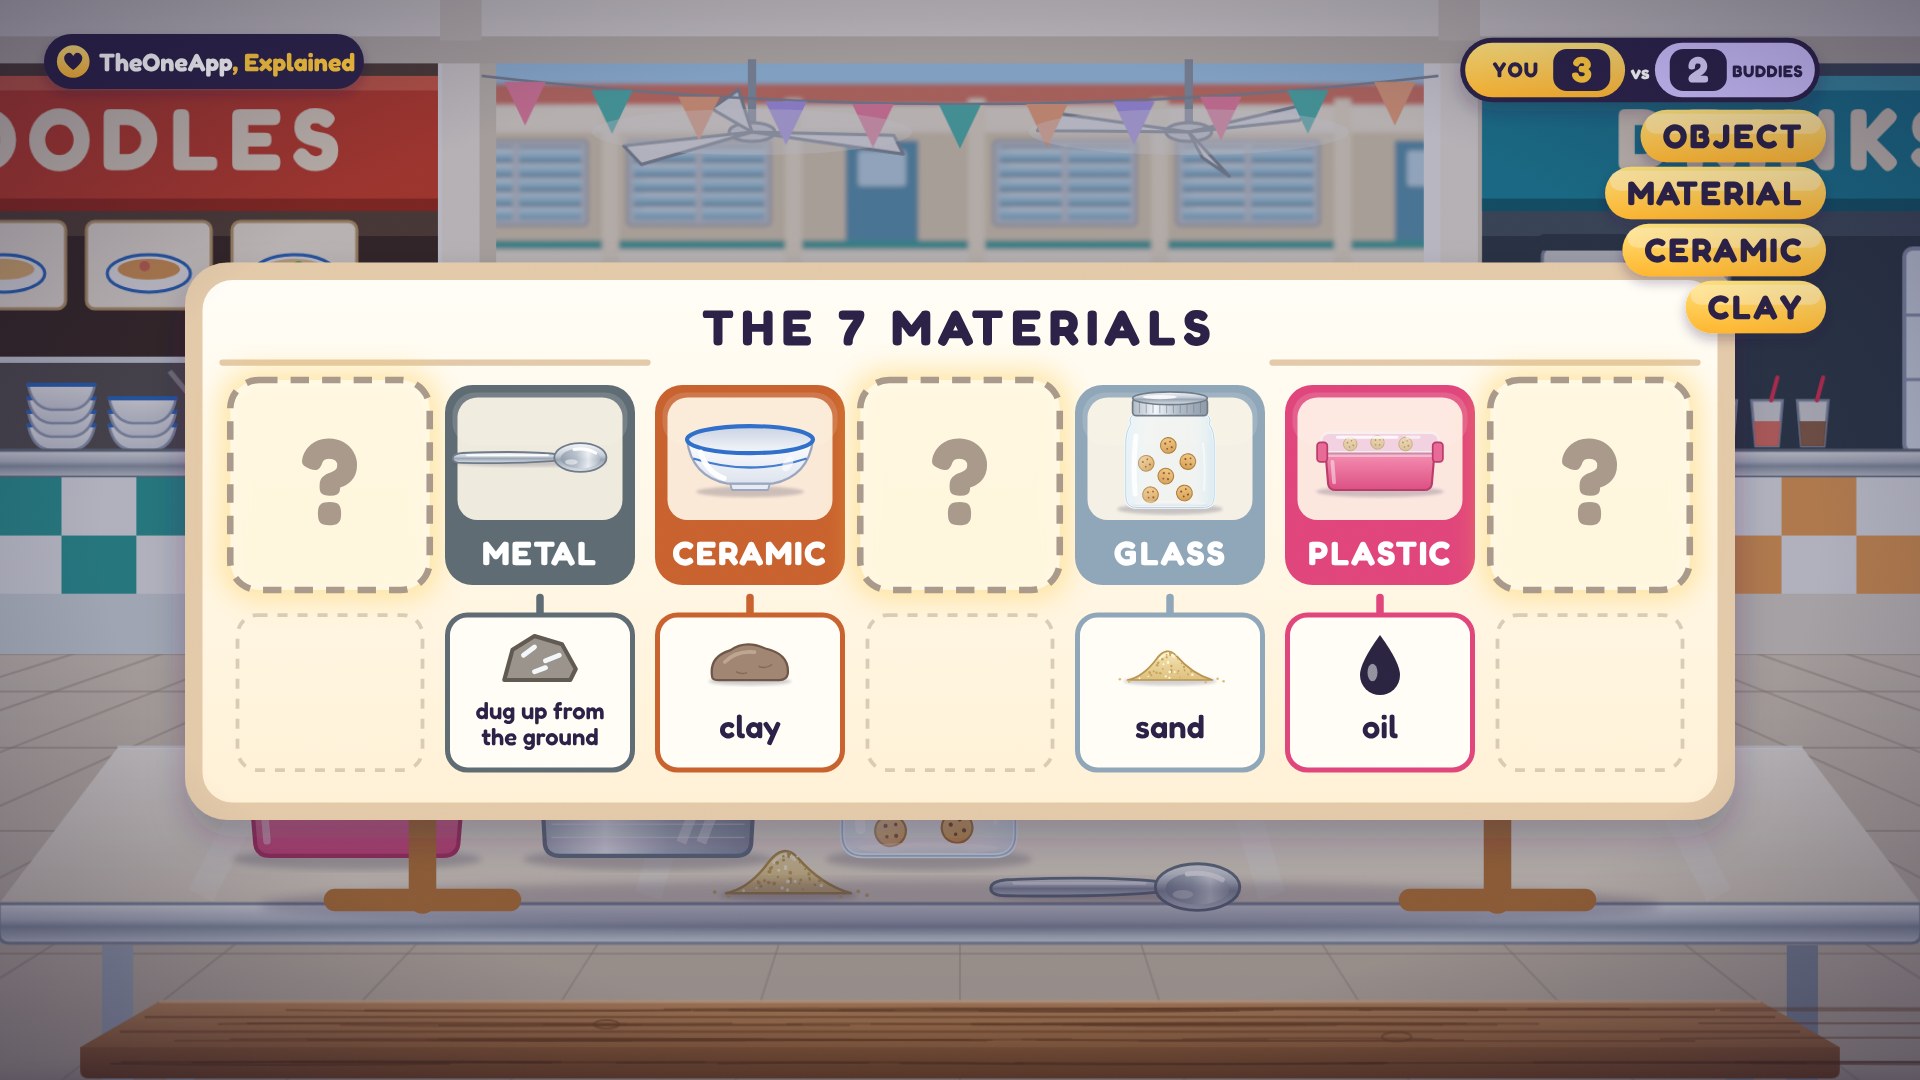 TheOneApp, Explained
YOU 3 vs 2 BUDDIES
OODLES
OBJECT
MATERIAL
CERAMIC
CLAY
THE 7 MATERIALS
?
METAL
CERAMIC
?
GLASS
PLASTIC
?
dug up from
the ground
clay
sand
oil